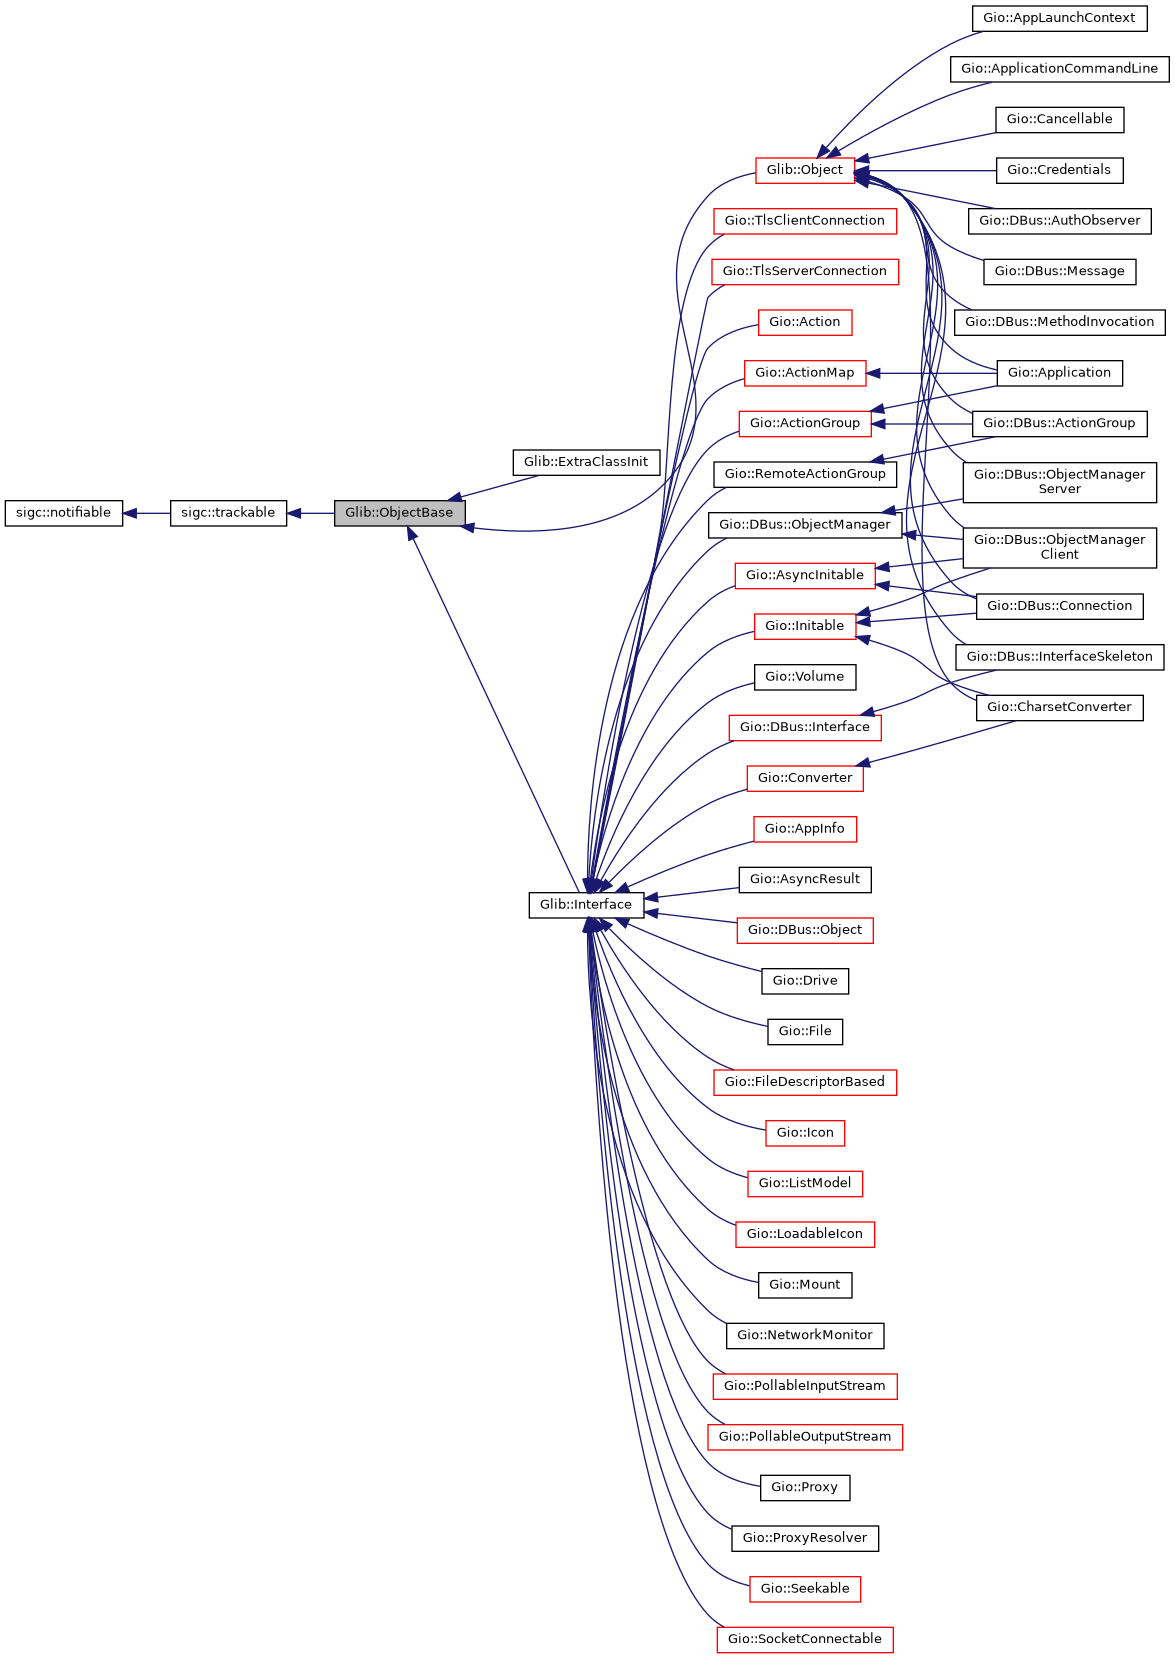 Gio::AppLaunchContext
Gio::ApplicationCommandLine
Gio::Cancellable
Glib::Object
Gio::Credentials
Gio::TlsClientConnection
Gio::DBus::AuthObserver
Gio::TlsServerConnection
Gio::DBus::Message
Gio::Action
Gio::DBus::MethodInvocation
Gio::ActionMap
Gio::Application
Gio::ActionGroup
Gio::DBus::ActionGroup
Glib::ExtraClassInit
Gio::RemoteActionGroup
Gio::DBus::ObjectManager
Server
sigc::notifiable
sigc::trackable
Glib::ObjectBase
Gio::DBus::ObjectManager
Gio::DBus::ObjectManager
Client
Gio::AsyncInitable
Gio::DBus::Connection
Gio::Initable
Gio::DBus::InterfaceSkeleton
Gio::Volume
Gio::CharsetConverter
Gio::DBus::Interface
Gio::Converter
Gio::AppInfo
Gio::AsyncResult
Glib::Interface
Gio::DBus::Object
Gio::Drive
Gio::File
Gio::FileDescriptorBased
Gio::Icon
Gio::ListModel
Gio::LoadableIcon
Gio::Mount
Gio::NetworkMonitor
Gio::PollableInputStream
Gio::PollableOutputStream
Gio::Proxy
Gio::ProxyResolver
Gio::Seekable
Gio::SocketConnectable